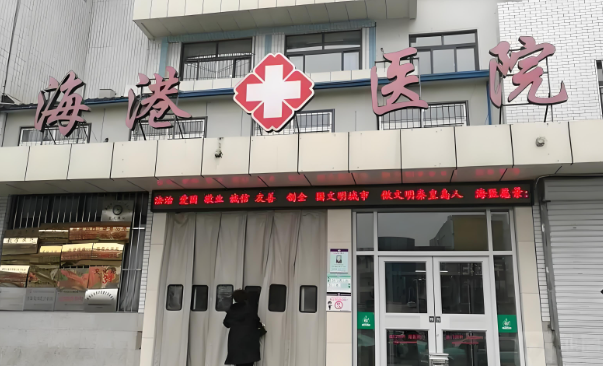 海港医院
法治 爱国 敬业 诚信 友善 创全国文明城市 做文明秦皇岛人 海医愿景: